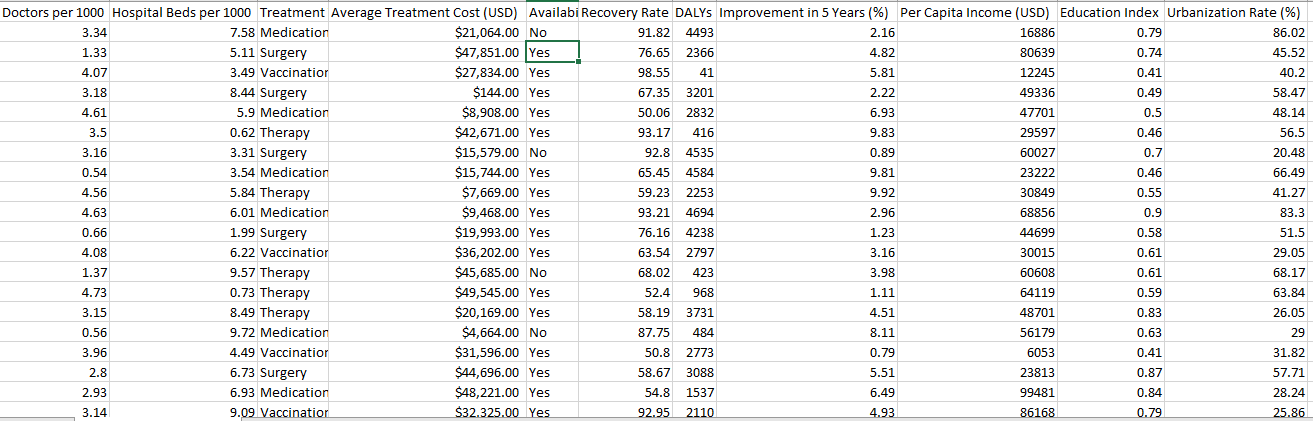 Doctors per 1000 Hospital Beds per 1000 Treatment Average Treatment Cost (USD) Availabi Recovery Rate DALYs Improvement in 5 Years (%) Per Capita Income (USD) Education Index Urbanization Rate (%)
3.34 7.58 Medication $21,064.00 No 91.82 4493 2.16 16886 0.79 86.02
1.33 5.11 Surgery $47,851.00 Yes 76.65 2366 4.82 80639 0.74 45.52
4.07 3.49 Vaccination $27,834.00 Yes 98.55 41 5.81 12245 0.41 40.2
3.18 8.44 Surgery $144.00 Yes 67.35 3201 2.22 49336 0.49 58.47
4.61 5.9 Medication $8,908.00 Yes 50.06 2832 6.93 47701 0.5 48.14
3.5 0.62 Therapy $42,671.00 Yes 93.17 416 9.83 29597 0.46 56.5
3.16 3.31 Surgery $15,579.00 No 92.8 4535 0.89 60027 0.7 20.48
0.54 3.54 Medication $15,744.00 Yes 65.45 4584 9.81 23222 0.46 66.49
4.56 5.84 Therapy $7,669.00 Yes 59.23 2253 9.92 30849 0.55 41.27
4.63 6.01 Medication $9,468.00 Yes 93.21 4694 2.96 68856 0.9 83.3
0.66 1.99 Surgery $19,993.00 Yes 76.16 4238 1.23 44699 0.58 51.5
4.08 6.22 Vaccination $36,202.00 Yes 63.54 2797 3.16 30015 0.61 29.05
1.37 9.57 Therapy $45,685.00 No 68.02 423 3.98 60608 0.61 68.17
4.73 0.73 Therapy $49,545.00 Yes 52.4 968 1.11 64119 0.59 63.84
3.15 8.49 Therapy $20,169.00 Yes 58.19 3731 4.51 48701 0.83 26.05
0.56 9.72 Medication $4,664.00 No 87.75 484 8.11 56179 0.63 29
3.96 4.49 Vaccination $31,596.00 Yes 50.8 2773 0.79 6053 0.41 31.82
2.8 6.73 Surgery $44,696.00 Yes 58.67 3088 5.51 23813 0.87 57.71
2.93 6.93 Medication $48,221.00 Yes 54.8 1537 6.49 99481 0.84 28.24
3.14 9.09 Vaccination $32,325.00 Yes 92.95 2110 4.93 86168 0.79 25.86